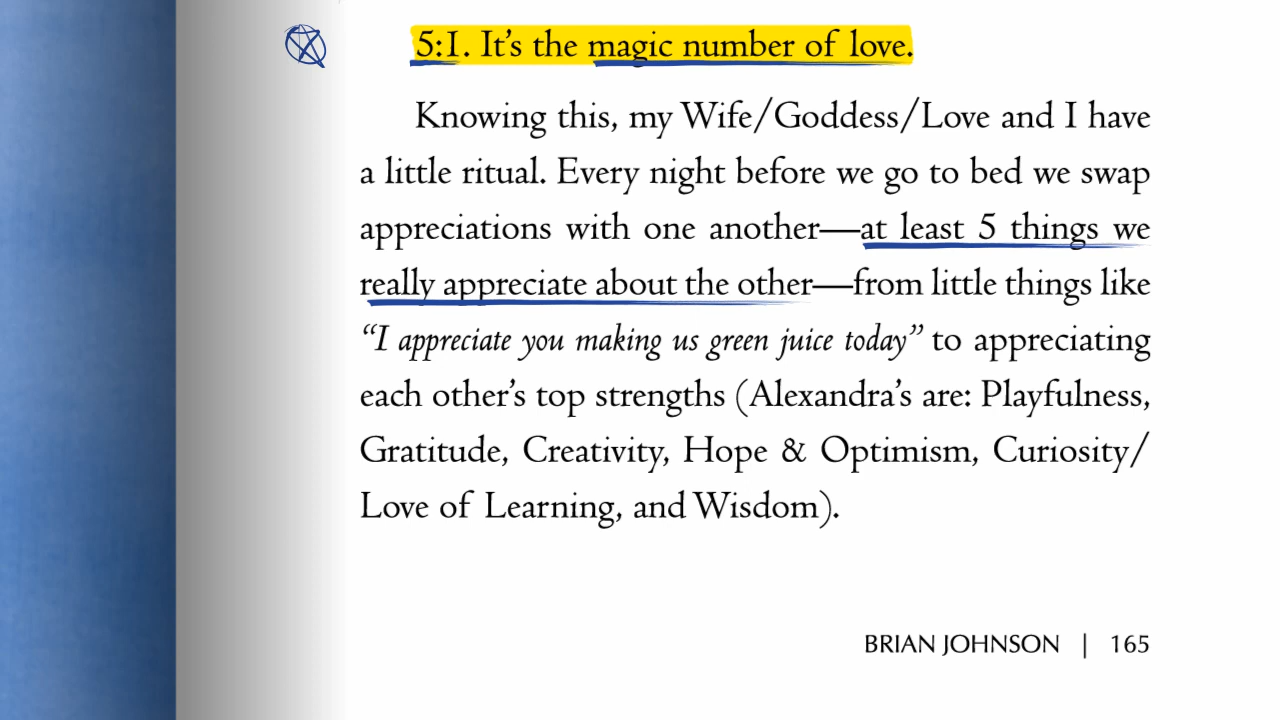 5:1. It’s the magic number of love.
Knowing this, my Wife/Goddess/Love and I have
a little ritual. Every night before we go to bed we swap
appreciations with one another—at least 5 things we
really appreciate about the other—from little things like
“I appreciate you making us green juice today” to appreciating
each other’s top strengths (Alexandra’s are: Playfulness,
Gratitude, Creativity, Hope & Optimism, Curiosity/
Love of Learning, and Wisdom).
BRIAN JOHNSON | 165